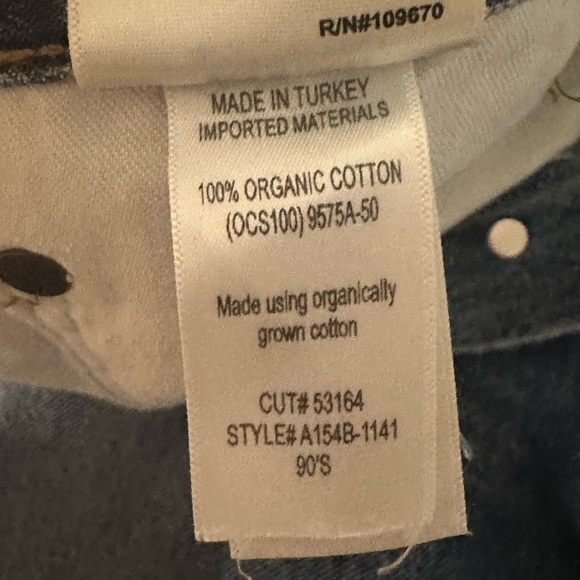 R/N#109670
MADE IN TURKEY
IMPORTED MATERIALS
100% ORGANIC COTTON
(OCS100) 9575A-50
Made using organically
grown cotton
CUT# 53164
STYLE# A154B-1141
90'S